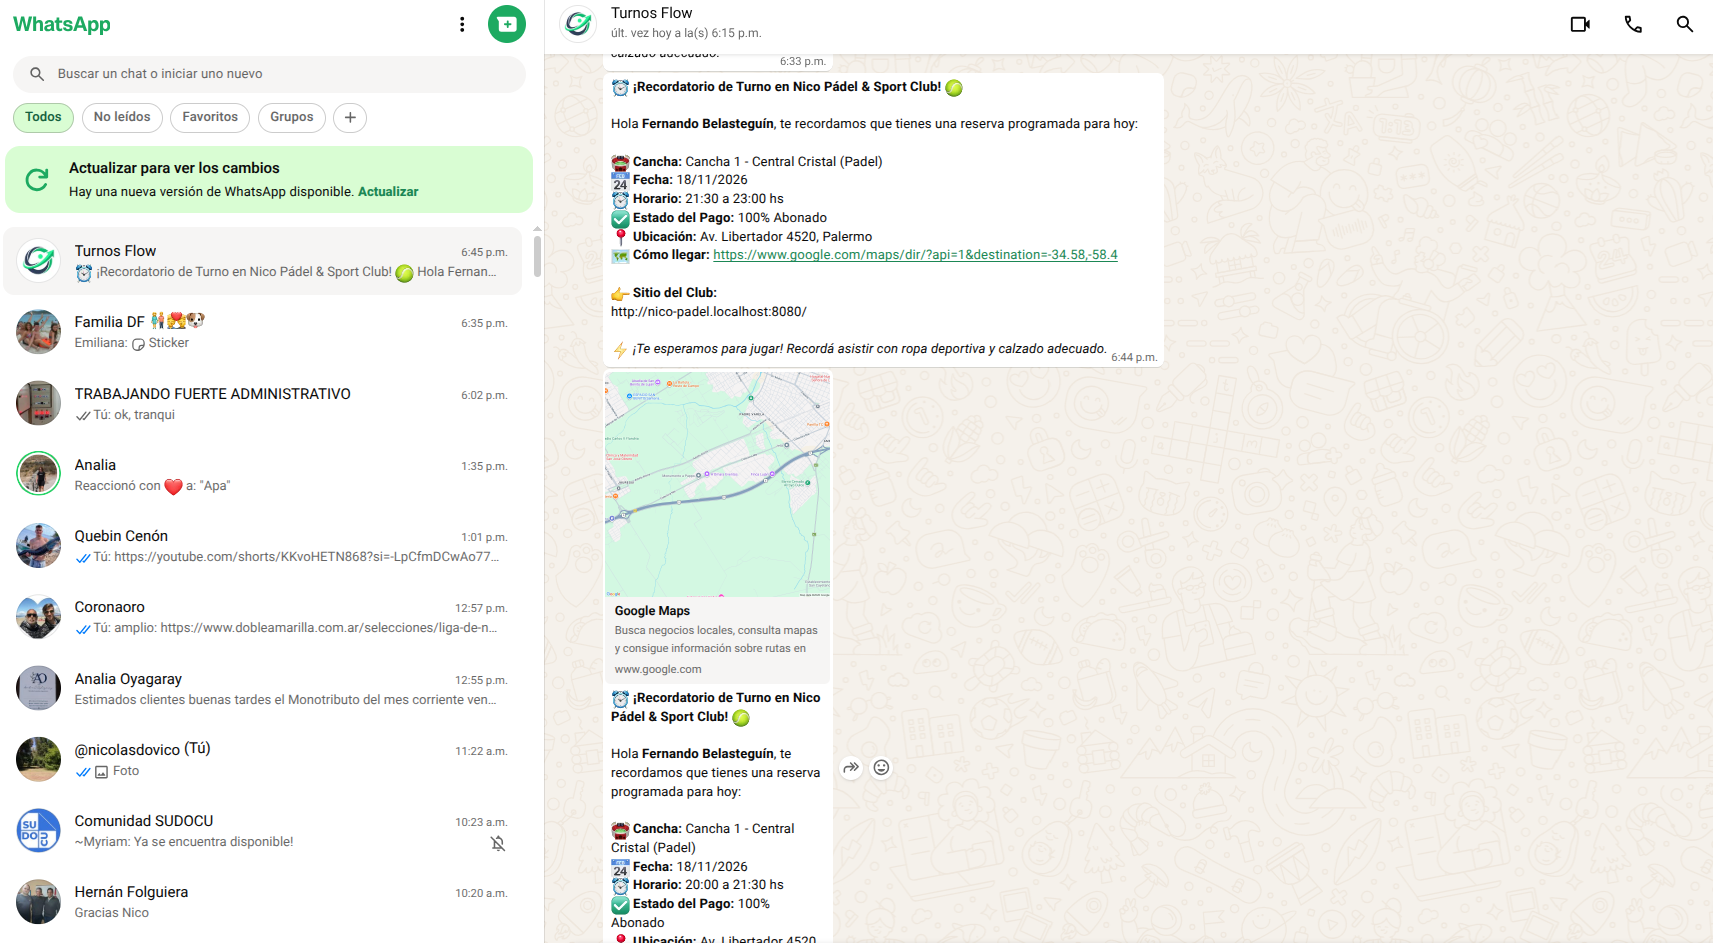 WhatsApp
Buscar un chat o iniciar uno nuevo
Todos
No leídos
Favoritos
Grupos
Actualizar para ver los cambios
Hay una nueva versión de WhatsApp disponible. Actualizar
Turnos Flow
6:45 p.m.
¡Recordatorio de Turno en Nico Pádel & Sport Club! Hola Fernan...
Familia DF
6:35 p.m.
Emiliana: Sticker
TRABAJANDO FUERTE ADMINISTRATIVO
6:02 p.m.
Tú: ok, tranqui
Analia
1:35 p.m.
Reaccionó con ❤️ a: "Apa"
Quebin Cenón
1:01 p.m.
Tú: https://youtube.com/shorts/KKvoHETN868?si=-LpCfmDCwAo77...
Coronaoro
12:57 p.m.
Tú: amplio: https://www.dobleamarilla.com.ar/selecciones/liga-de-n...
Analia Oyagaray
12:55 p.m.
Estimados clientes buenas tardes el Monotributo del mes corriente ven...
@nicolasdovico (Tú)
11:22 a.m.
Foto
Comunidad SUDOCU
10:23 a.m.
~Myriam: Ya se encuentra disponible!
Hernán Folguiera
10:20 a.m.
Gracias Nico
Turnos Flow
últ. vez hoy a la(s) 6:15 p.m.
calzado adecuado.
6:33 p.m.
¡Recordatorio de Turno en Nico Pádel & Sport Club!
Hola Fernando Belasteguín, te recordamos que tienes una reserva programada para hoy:
Cancha: Cancha 1 - Central Cristal (Padel)
Fecha: 18/11/2026
Horario: 21:30 a 23:00 hs
Estado del Pago: 100% Abonado
Ubicación: Av. Libertador 4520, Palermo
Cómo llegar: https://www.google.com/maps/dir/?api=1&destination=-34.58,-58.4
Sitio del Club:
http://nico-padel.localhost:8080/
¡Te esperamos para jugar! Recordá asistir con ropa deportiva y calzado adecuado.
6:44 p.m.
Google Maps
Busca negocios locales, consulta mapas
y consigue información sobre rutas en
www.google.com
¡Recordatorio de Turno en Nico
Pádel & Sport Club!
Hola Fernando Belasteguín, te
recordamos que tienes una reserva
programada para hoy:
Cancha: Cancha 1 - Central
Cristal (Padel)
Fecha: 18/11/2026
Horario: 20:00 a 21:30 hs
Estado del Pago: 100%
Abonado
Ubicación: Av. Libertador 4520